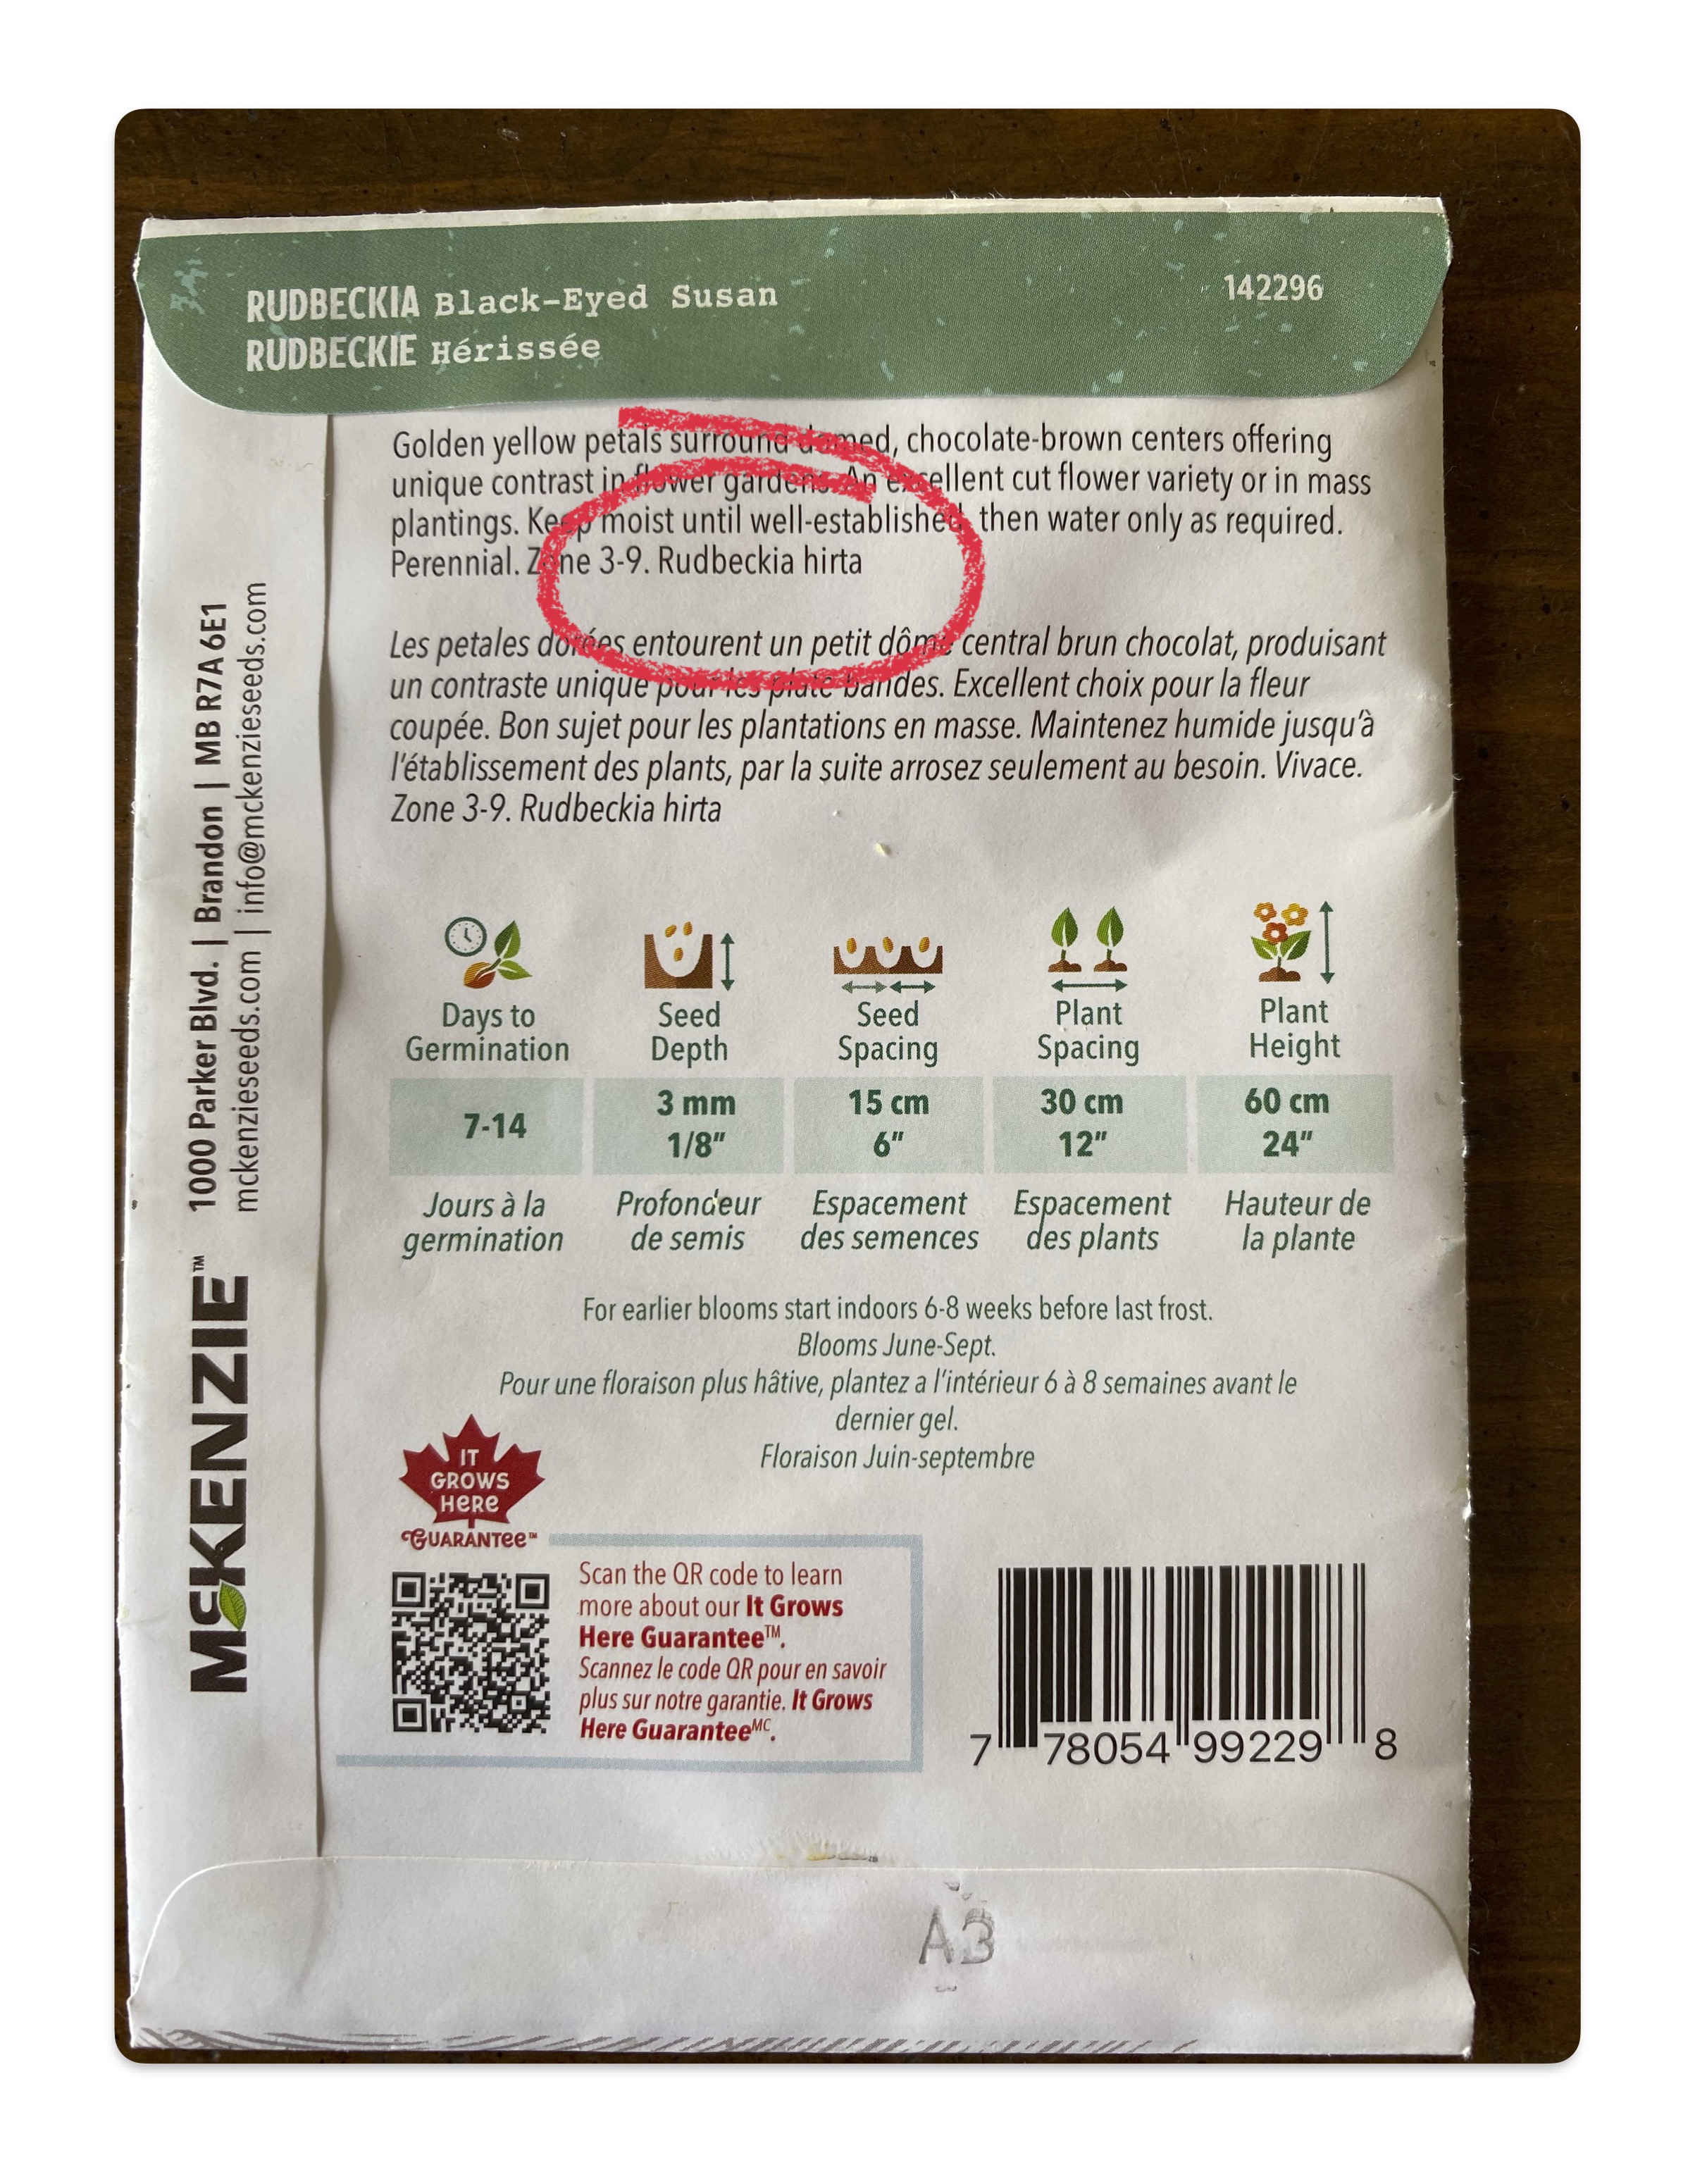 RUDBECKIA Black-Eyed Susan
142296
RUDBECKIE Hérissée
Golden yellow petals surround domed, chocolate-brown centers offering
unique contrast in flower gardens. An excellent cut flower variety or in mass
plantings. Keep moist until well-established, then water only as required.
Perennial. Zone 3-9. Rudbeckia hirta
Les petales dorées entourent un petit dôme central brun chocolat, produisant
un contraste unique pour les plate-bandes. Excellent choix pour la fleur
coupée. Bon sujet pour les plantations en masse. Maintenez humide jusqu'à
l'établissement des plants, par la suite arrosez seulement au besoin. Vivace.
Zone 3-9. Rudbeckia hirta
Days to
Germination
7-14
Jours à la
germination
Seed
Depth
3 mm
1/8"
Profondeur
de semis
Seed
Spacing
15 cm
6"
Espacement
des semences
Plant
Spacing
30 cm
12"
Espacement
des plants
Plant
Height
60 cm
24"
Hauteur de
la plante
For earlier blooms start indoors 6-8 weeks before last frost.
Blooms June-Sept.
Pour une floraison plus hâtive, plantez a l'intérieur 6 à 8 semaines avant le
dernier gel.
Floraison Juin-septembre
IT
GROWS
HERE
GUARANTEE™
Scan the QR code to learn
more about our It Grows
Here Guarantee™.
Scannez le code QR pour en savoir
plus sur notre garantie. It Grows
Here Guarantee MC.
7 78054 99229 8
McKENZIE™
1000 Parker Blvd. | Brandon | MB R7A 6E1
mckenzieseeds.com | info@mckenzieseeds.com
A3